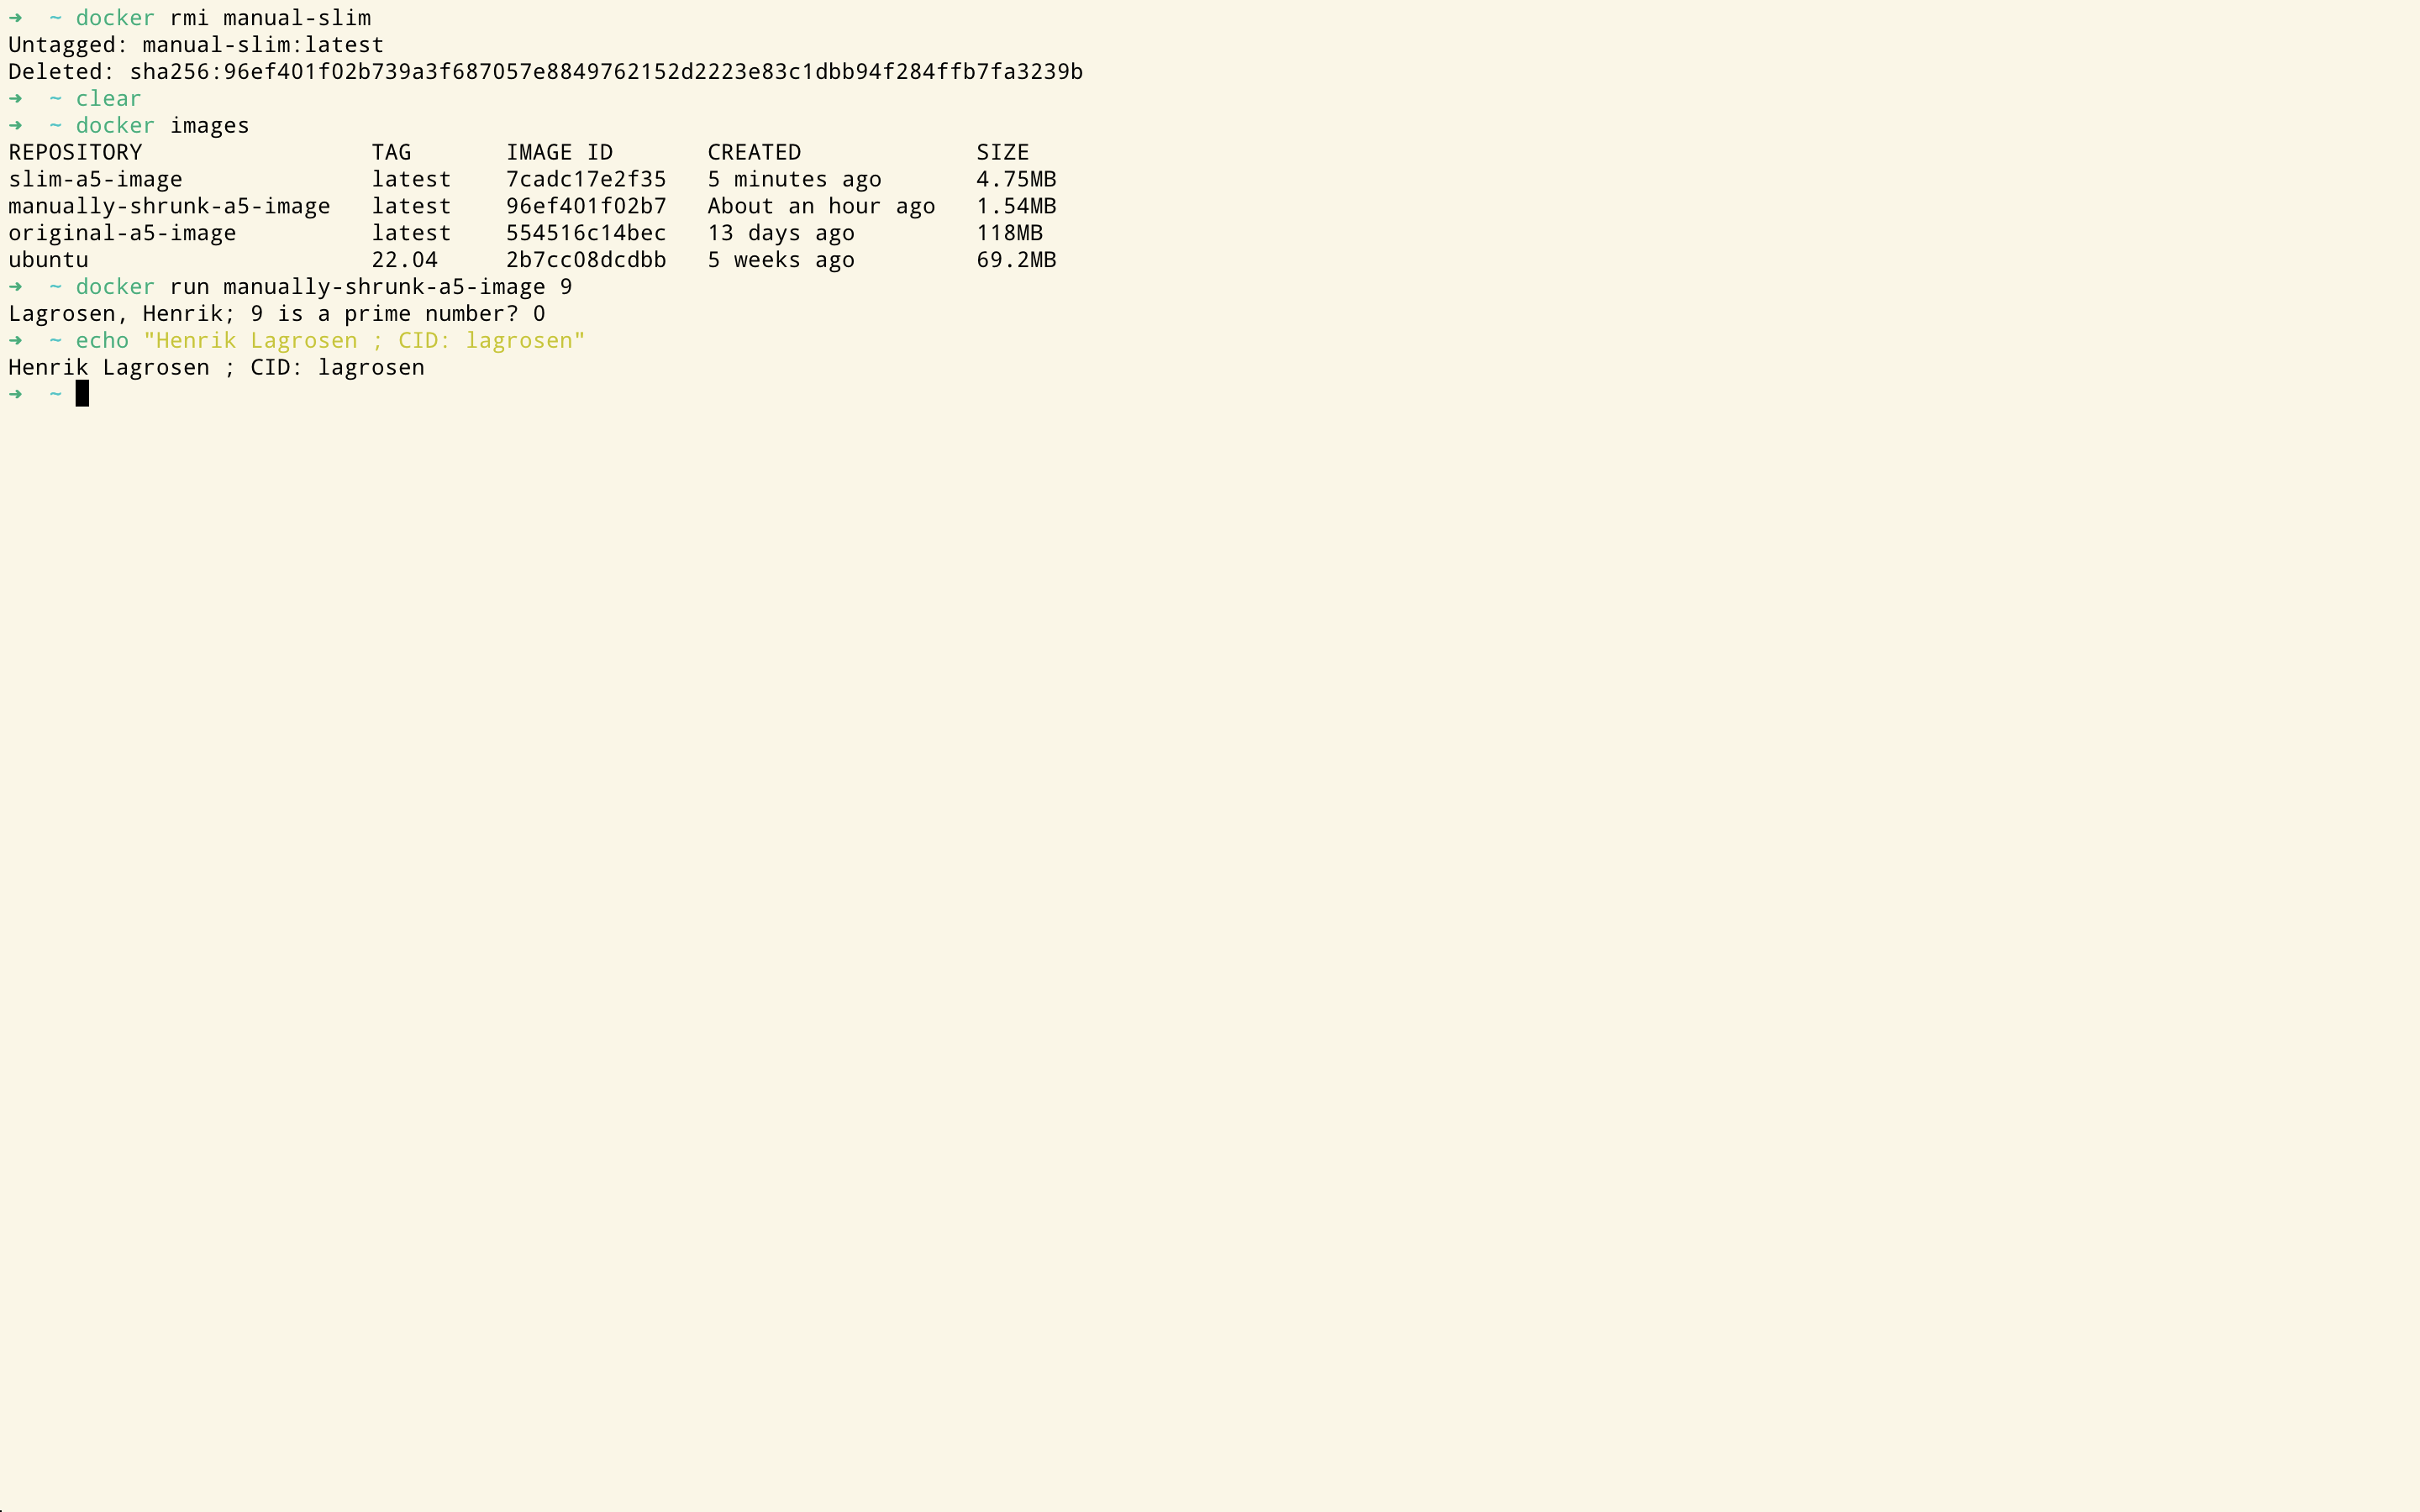 ➜  ~ docker rmi manual-slim
Untagged: manual-slim:latest
Deleted: sha256:96ef401f02b739a3f687057e8849762152d2223e83c1dbb94f284ffb7fa3239b
➜  ~ clear
➜  ~ docker images
REPOSITORY                 TAG       IMAGE ID       CREATED             SIZE
slim-a5-image              latest    7cadc17e2f35   5 minutes ago       4.75MB
manually-shrunk-a5-image   latest    96ef401f02b7   About an hour ago   1.54MB
original-a5-image          latest    554516c14bec   13 days ago         118MB
ubuntu                     22.04     2b7cc08dcdbb   5 weeks ago         69.2MB
➜  ~ docker run manually-shrunk-a5-image 9
Lagrosen, Henrik; 9 is a prime number? 0
➜  ~ echo "Henrik Lagrosen ; CID: lagrosen"
Henrik Lagrosen ; CID: lagrosen
➜  ~